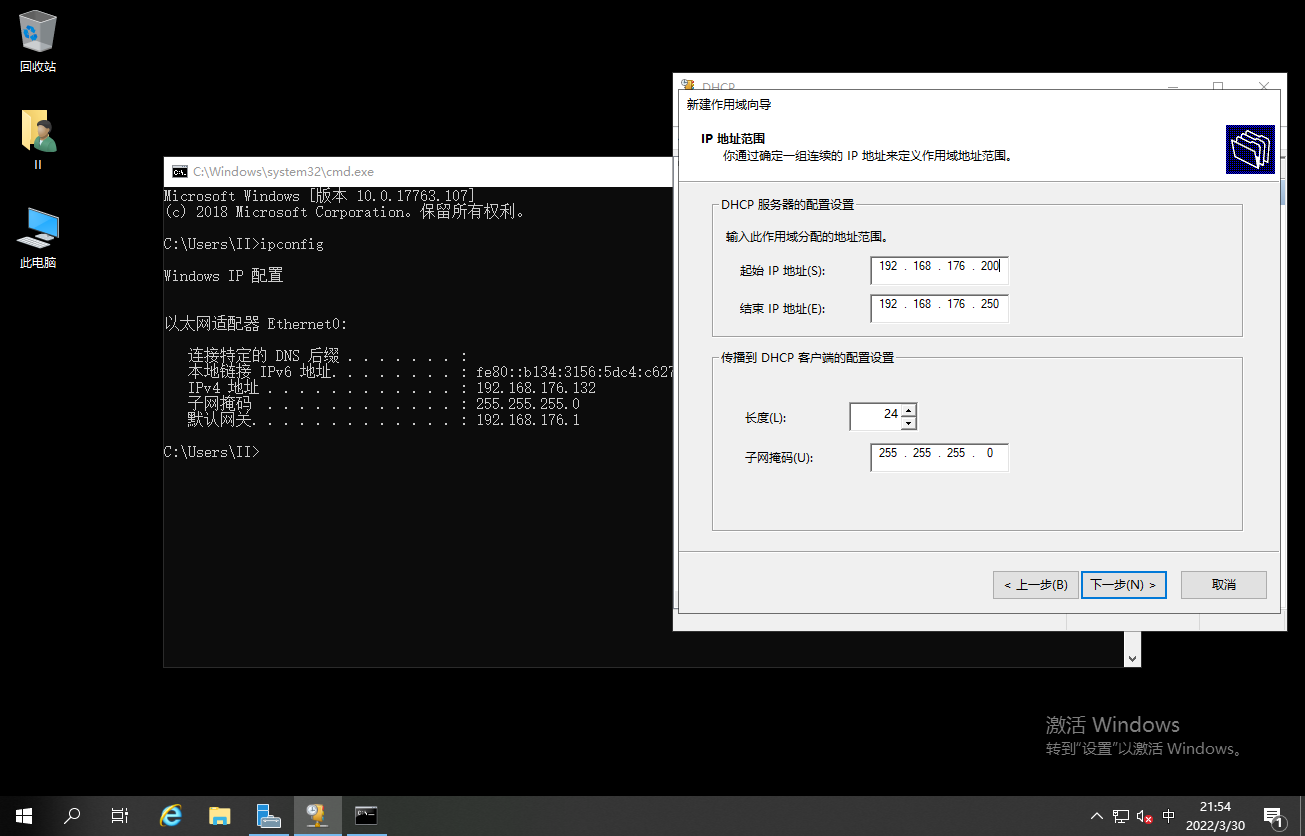 回收站
II
此电脑
C:\Windows\system32\cmd.exe
Microsoft Windows [版本 10.0.17763.107]
(c) 2018 Microsoft Corporation。保留所有权利。
C:\Users\II>ipconfig
Windows IP 配置
以太网适配器 Ethernet0:
连接特定的 DNS 后缀 . . . . . . . :
本地链接 IPv6 地址. . . . . . . . : fe80::b134:3156:5dc4:c627
IPv4 地址 . . . . . . . . . . . . : 192.168.176.132
子网掩码 . . . . . . . . . . . . : 255.255.255.0
默认网关. . . . . . . . . . . . . : 192.168.176.1
C:\Users\II>
DHCP
新建作用域向导
IP 地址范围
你通过确定一组连续的 IP 地址来定义作用域地址范围。
DHCP 服务器的配置设置
输入此作用域分配的地址范围。
起始 IP 地址(S): 192 . 168 . 176 . 200
结束 IP 地址(E): 192 . 168 . 176 . 250
传播到 DHCP 客户端的配置设置
长度(L): 24
子网掩码(U): 255 . 255 . 255 . 0
< 上一步(B) 下一步(N) > 取消
激活 Windows
转到"设置"以激活 Windows。
中
21:54
2022/3/30
1